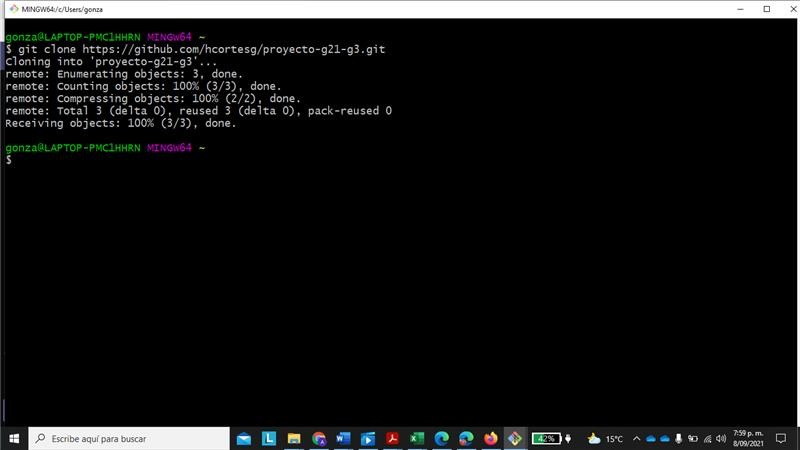 MINGW64:/c/Users/gonza
gonza@LAPTOP-PMClHHRN MINGW64 ~
$ git clone https://github.com/hcortesg/proyecto-g21-g3.git
Cloning into 'proyecto-g21-g3'...
remote: Enumerating objects: 3, done.
remote: Counting objects: 100% (3/3), done.
remote: Compressing objects: 100% (2/2), done.
remote: Total 3 (delta 0), reused 3 (delta 0), pack-reused 0
Receiving objects: 100% (3/3), done.
gonza@LAPTOP-PMClHHRN MINGW64 ~
$
Escribe aquí para buscar
42%
15°C
7:59 p. m.
8/09/2021